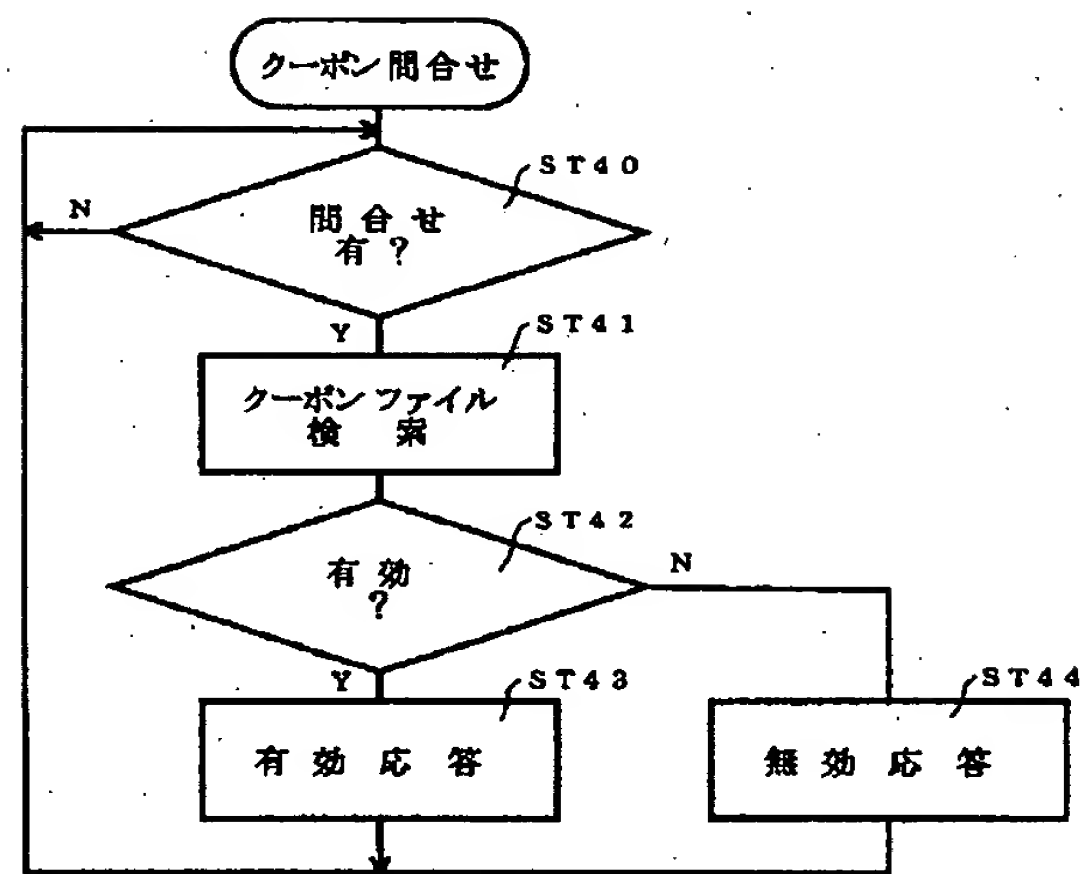 クーポン問合せ
ST40
N
問合せ
有?
Y
ST41
クーポンファイル
検索
ST42
有効
?
N
Y
ST43
有効応答
ST44
無効応答